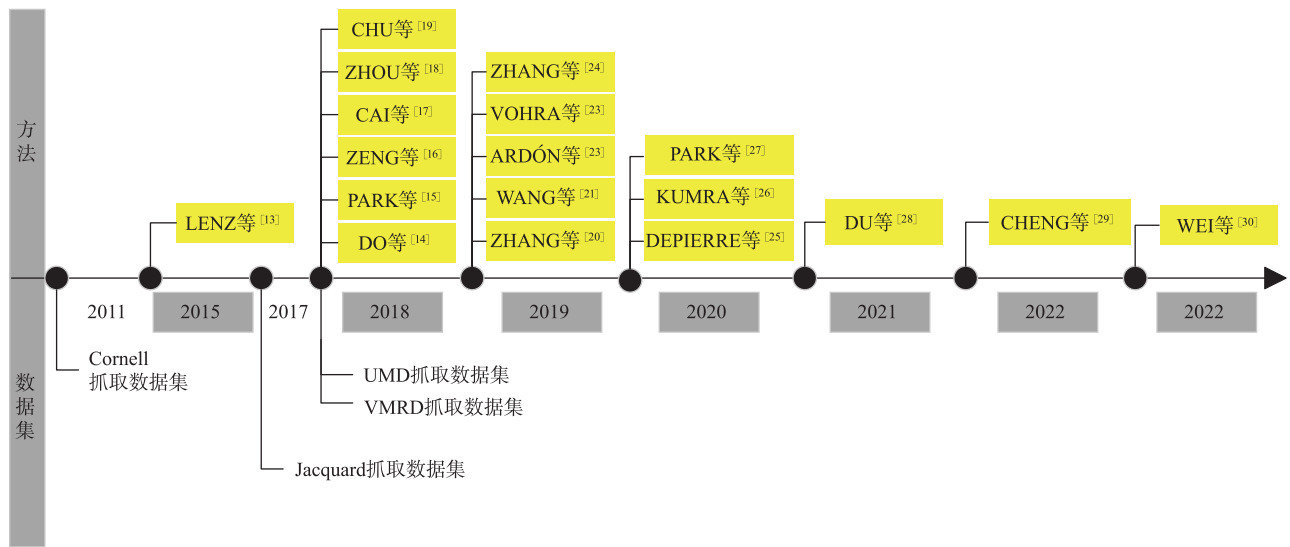 方法
CHU等[19]
ZHOU等[18]
CAI等[17]
ZENG等[16]
PARK等[15]
DO等[14]
ZHANG等[24]
VOHRA等[23]
ARDÓN等[23]
WANG等[21]
ZHANG等[20]
PARK等[27]
KUMRA等[26]
DEPIERRE等[25]
LENZ等[13]
DU等[28]
CHENG等[29]
WEI等[30]
2011
2015
2017
2018
2019
2020
2021
2022
2022
数据集
Cornell
抓取数据集
UMD抓取数据集
VMRD抓取数据集
Jacquard抓取数据集